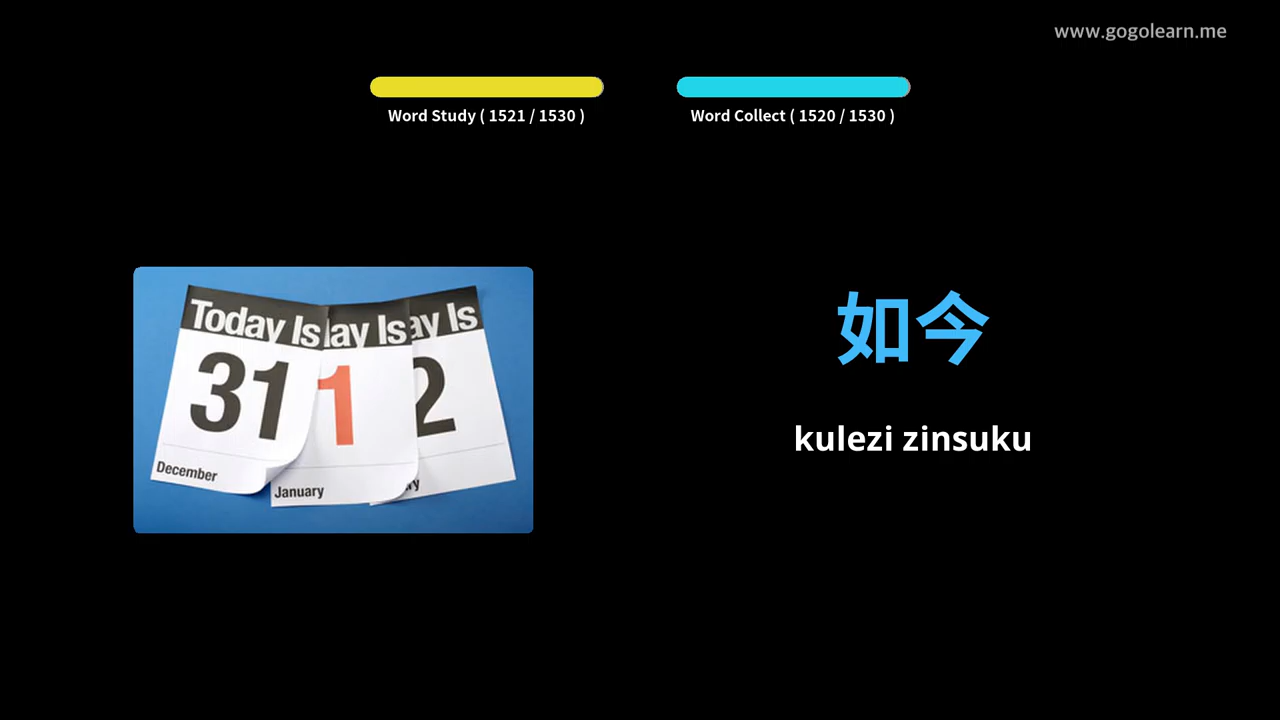 www.gogolearn.me
Word Study ( 1521 / 1530 )
Word Collect ( 1520 / 1530 )
Today Is
ay Is
ay Is
31
1
2
December
January
ry
如今
kulezi zinsuku